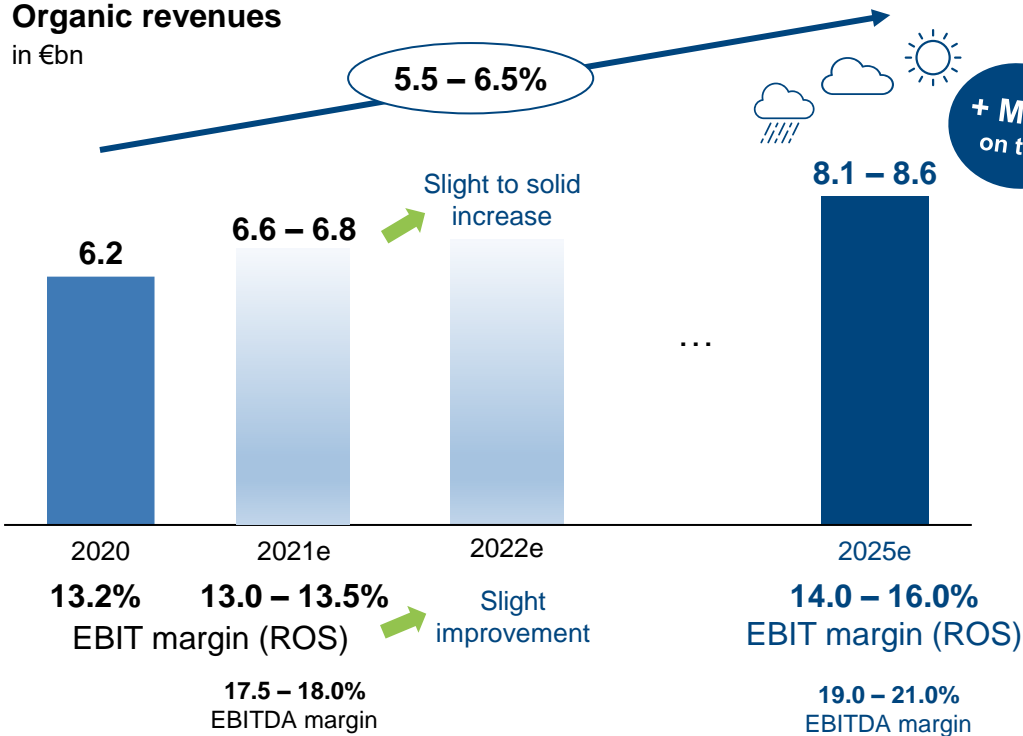 Organic revenues
in €bn
5.5 – 6.5%
+ M
on t
8.1 – 8.6
Slight to solid
increase
6.6 – 6.8
6.2
...
2020
2021e
2022e
2025e
13.2%
13.0 – 13.5%
EBIT margin (ROS)
Slight
improvement
14.0 – 16.0%
EBIT margin (ROS)
17.5 – 18.0%
EBITDA margin
19.0 – 21.0%
EBITDA margin